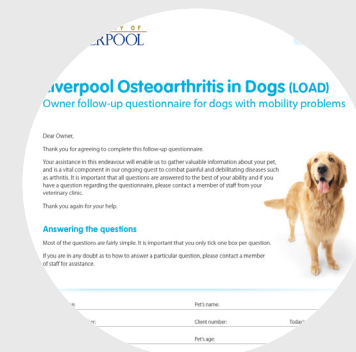 Y OF
RPOOL
verpool Osteoarthritis in Dogs (LOAD)
Owner follow-up questionnaire for dogs with mobility problems
Dear Owner,
Thank you for agreeing to complete this follow-up questionnaire.
Your assistance in this endeavour will enable us to gather valuable information about your pet,
and is a vital component in our ongoing quest to combat painful and debilitating diseases such
as arthritis. It is important that all questions are answered to the best of your ability and if you
have a question regarding the questionnaire, please contact a member of staff from your
veterinary clinic.
Thank you again for your help.
Answering the questions
Most of the questions are fairly simple. It is important that you only tick one box per question.
If you are in any doubt as to how to answer a particular question, please contact a member
of staff for assistance.
Pet's name:
Client number: Today'
Pet's age: